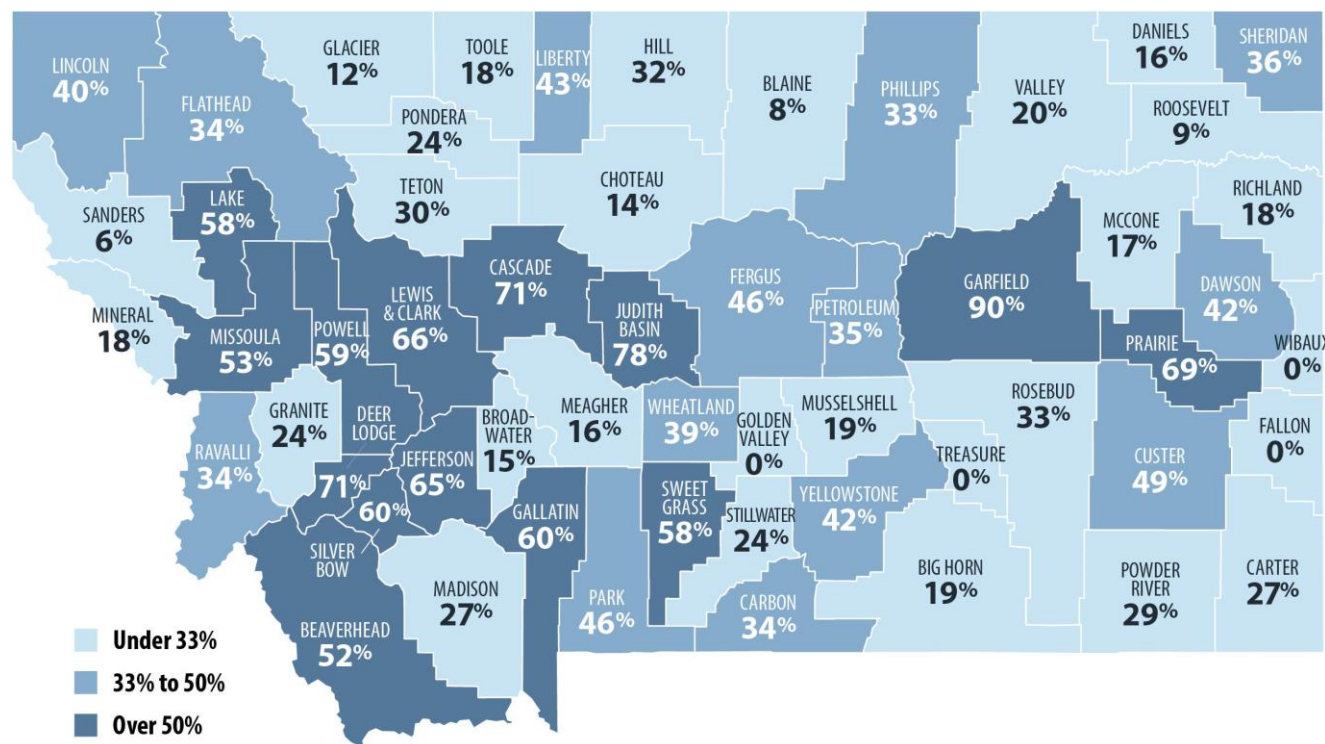 LINCOLN
40%
FLATHEAD
34%
GLACIER
12%
TOOLE
18%
LIBERTY
43%
HILL
32%
BLAINE
8%
PHILLIPS
33%
VALLEY
20%
DANIELS
16%
SHERIDAN
36%
ROOSEVELT
9%
PONDERA
24%
TETON
30%
CHOTEAU
14%
SANDERS
6%
LAKE
58%
RICHLAND
18%
MCCONE
17%
DAWSON
42%
MINERAL
18%
MISSOULA
53%
POWELL
59%
LEWIS
& CLARK
66%
CASCADE
71%
JUDITH
BASIN
78%
FERGUS
46%
PETROLEUM
35%
GARFIELD
90%
PRAIRIE
69%
WIBAUX
0%
RAVALLI
34%
GRANITE
24%
DEER
LODGE
71%
SILVER
BOW
60%
JEFFERSON
65%
BROAD-
WATER
15%
MEAGHER
16%
WHEATLAND
39%
GOLDEN
VALLEY
0%
MUSSELSHELL
19%
TREASURE
0%
ROSEBUD
33%
CUSTER
49%
FALLON
0%
BEAVERHEAD
52%
MADISON
27%
GALLATIN
60%
PARK
46%
SWEET
GRASS
58%
STILLWATER
24%
YELLOWSTONE
42%
CARBON
34%
BIG HORN
19%
POWDER
RIVER
29%
CARTER
27%
Under 33%
33% to 50%
Over 50%